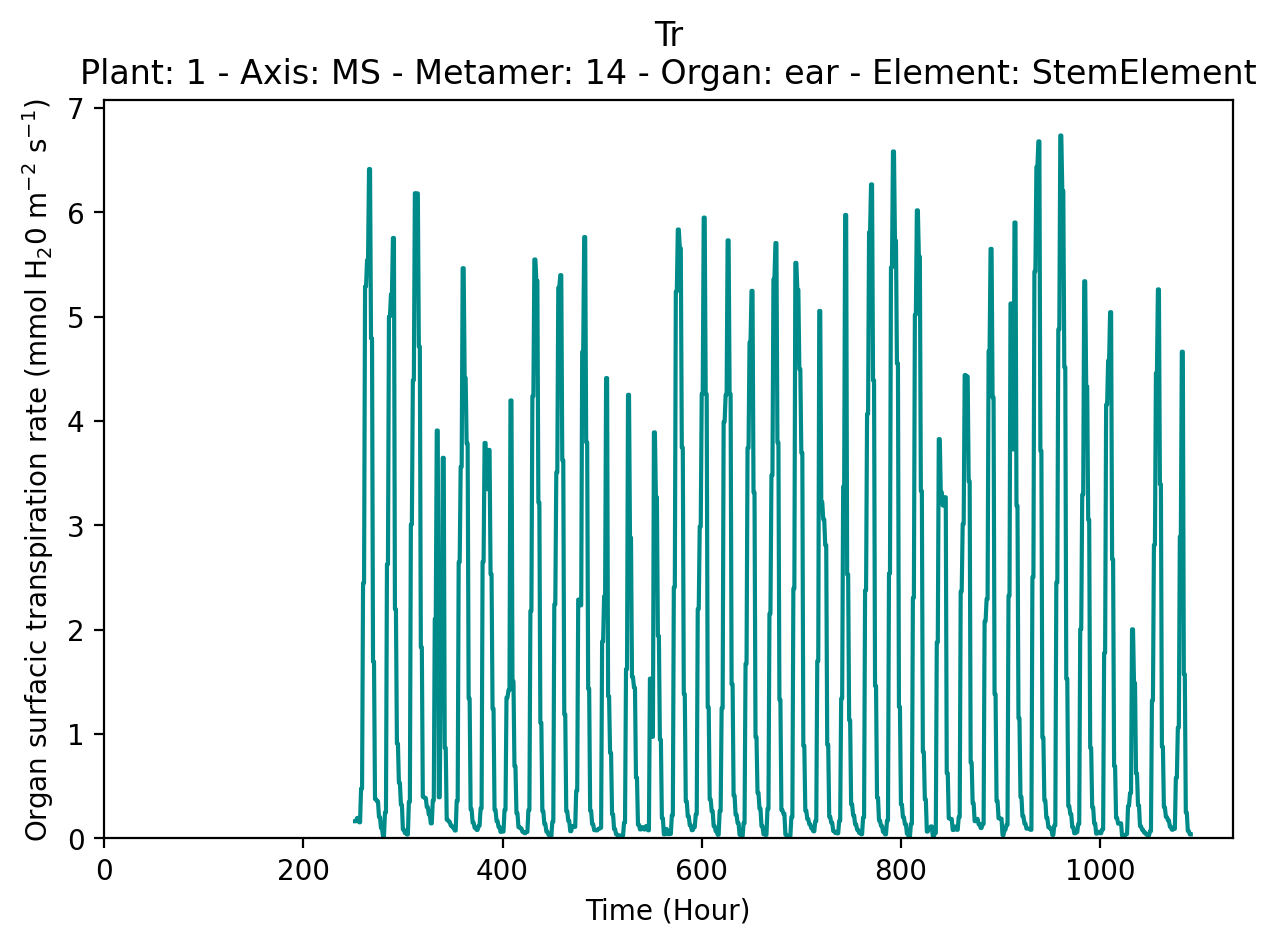 Tr
Plant: 1 - Axis: MS - Metamer: 14 - Organ: ear - Element: StemElement
Organ surfacic transpiration rate (mmol H₂0 m⁻² s⁻¹)
7
6
5
4
3
2
1
0
0 200 400 600 800 1000
Time (Hour)